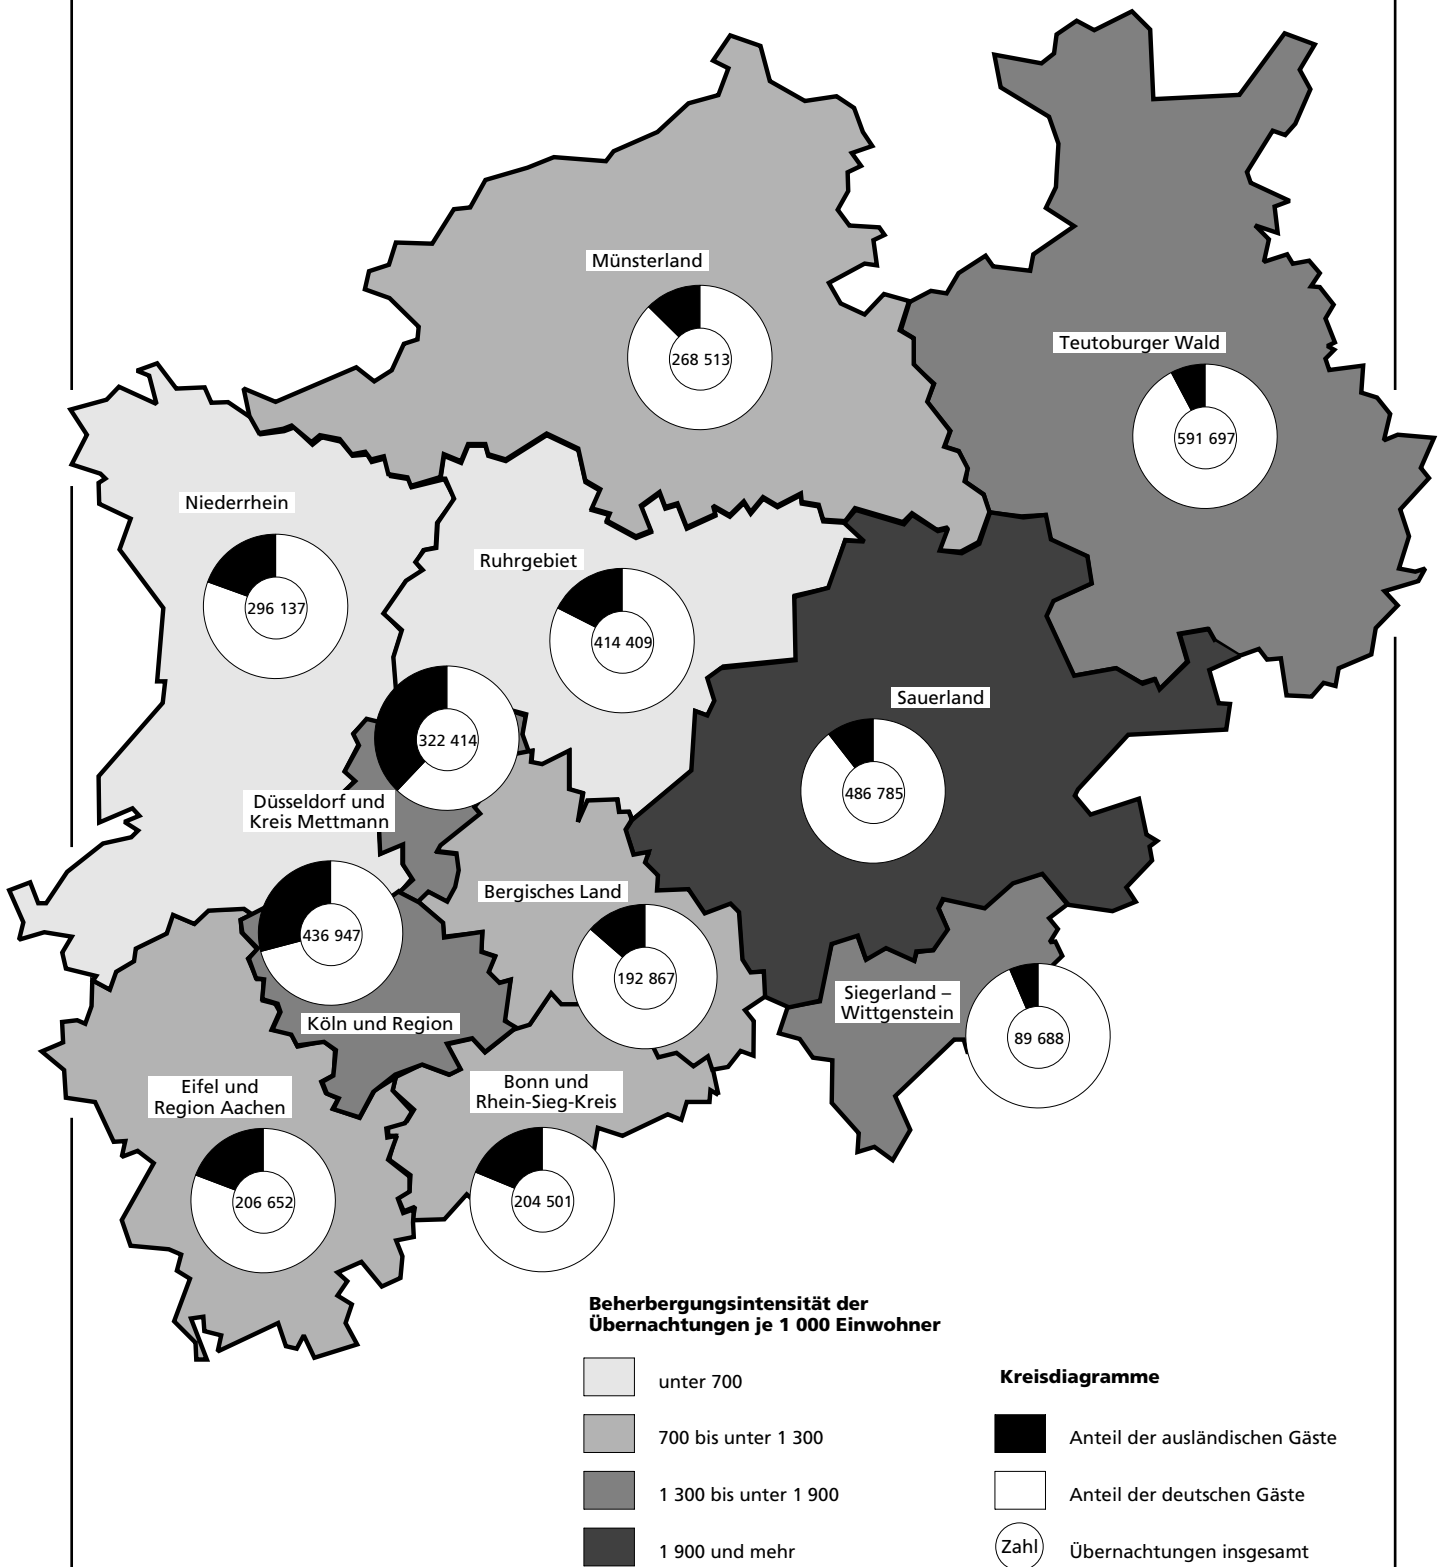 Münsterland
268 513
Teutoburger Wald
591 697
Niederrhein
296 137
Ruhrgebiet
414 409
Sauerland
486 785
322 414
Düsseldorf und
Kreis Mettmann
436 947
Köln und Region
Bergisches Land
192 867
Siegerland –
Wittgenstein
89 688
Eifel und
Region Aachen
206 652
Bonn und
Rhein-Sieg-Kreis
204 501
Beherbergungsintensität der
Übernachtungen je 1 000 Einwohner
unter 700
700 bis unter 1 300
1 300 bis unter 1 900
1 900 und mehr
Kreisdiagramme
Anteil der ausländischen Gäste
Anteil der deutschen Gäste
Zahl
Übernachtungen insgesamt